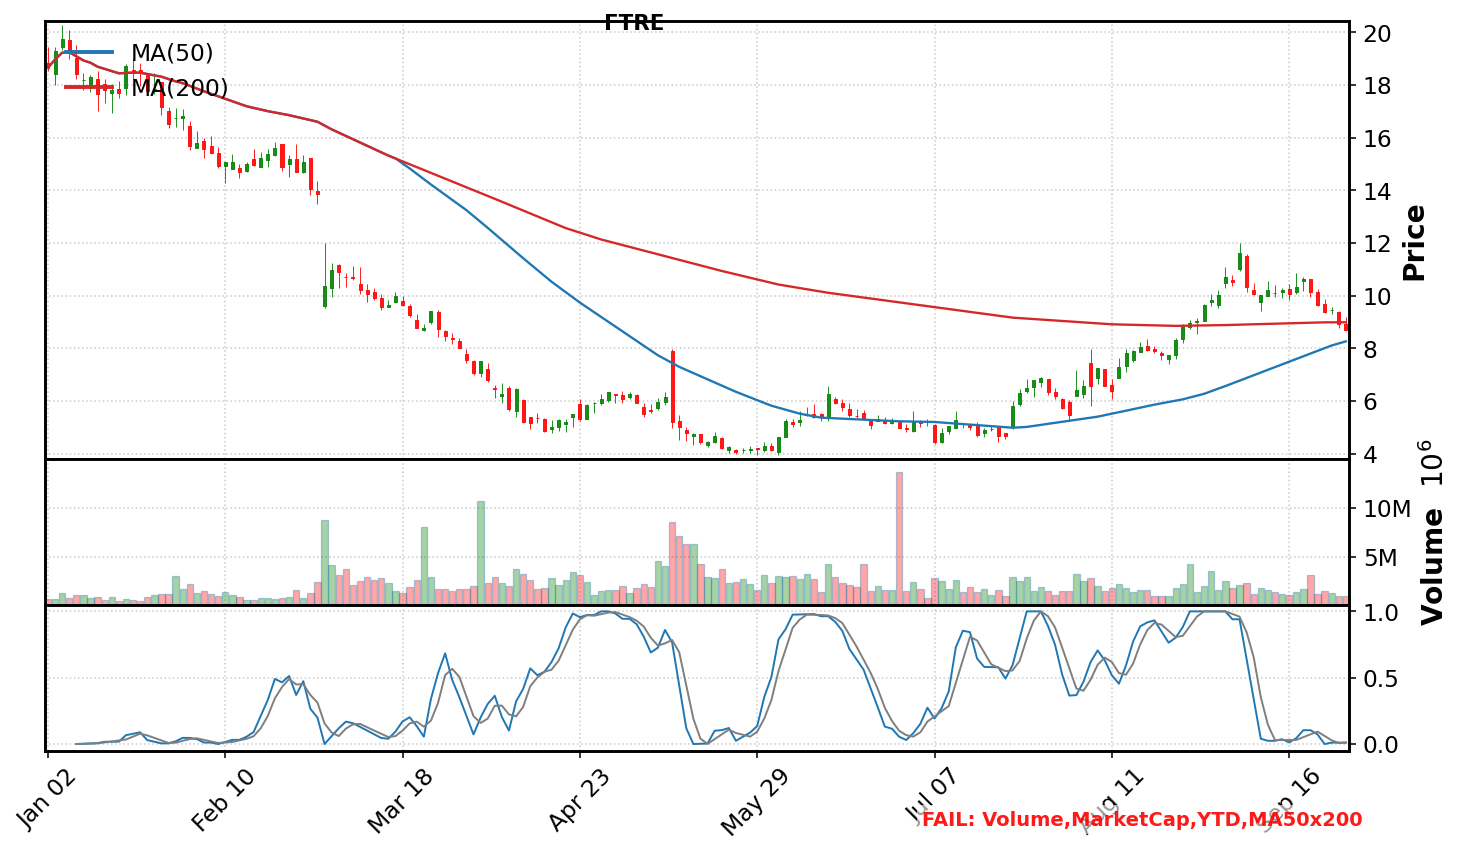 FTRE
MA(50)
MA(200)
20
18
16
14
12
10
8
6
4
Price
10M
5M
Volume 10^6
1.0
0.5
0.0
Jan 02
Feb 10
Mar 18
Apr 23
May 29
Jul 07
Aug 11
Sep 16
FAIL: Volume,MarketCap,YTD,MA50x200